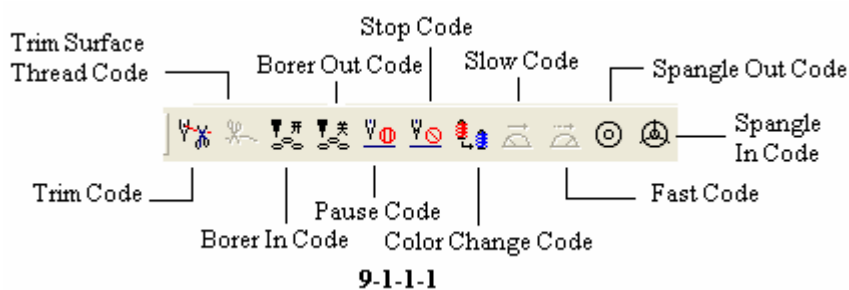 Stop Code
Trim Surface
Thread Code
Borer Out Code
Slow Code
Spangle Out Code
Spangle
In Code
Trim Code
Pause Code
Fast Code
Borer In Code
Color Change Code
9-1-1-1